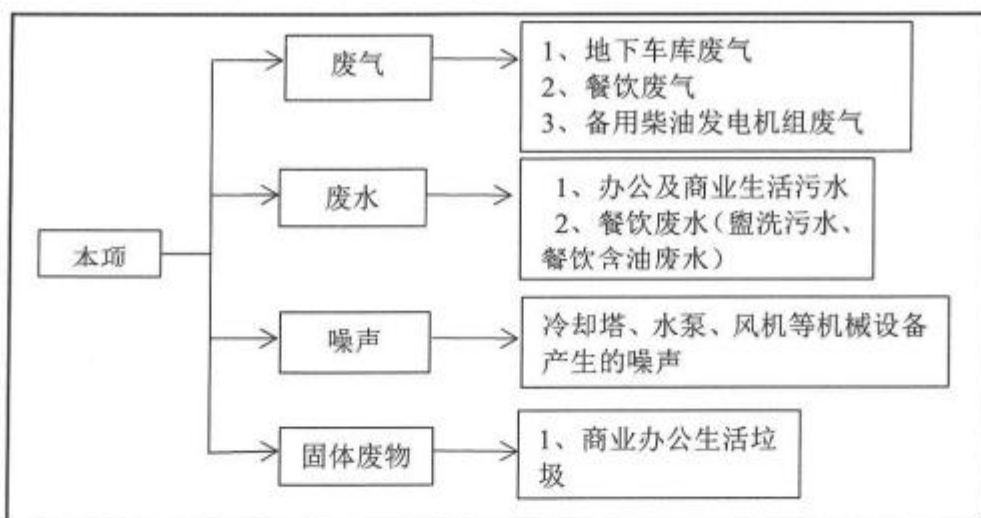 本项
废气
1、地下车库废气
2、餐饮废气
3、备用柴油发电机组废气
废水
1、办公及商业生活污水
2、餐饮废水（盥洗污水、
餐饮含油废水）
噪声
冷却塔、水泵、风机等机械设备
产生的噪声
固体废物
1、商业办公生活垃
圾